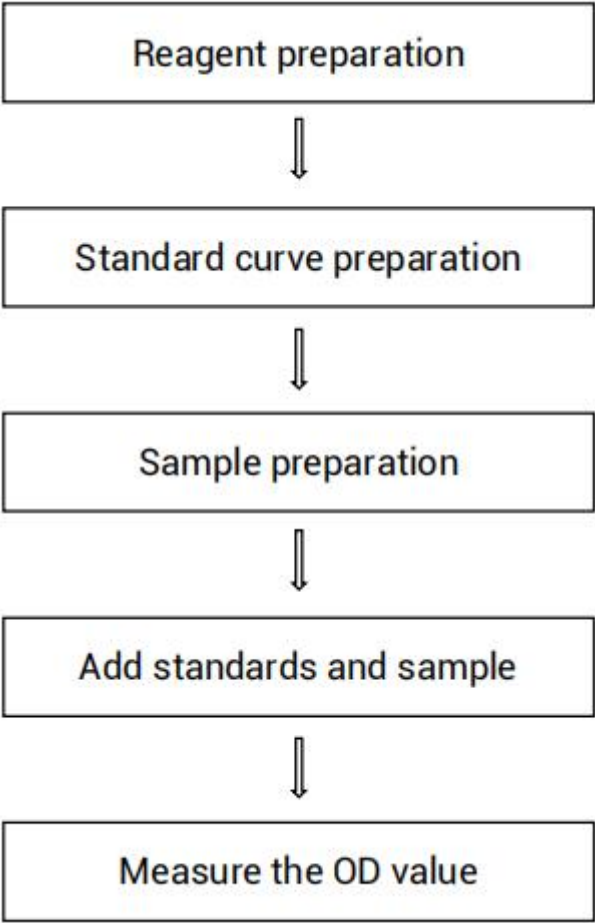 Reagent preparation
Standard curve preparation
Sample preparation
Add standards and sample
Measure the OD value